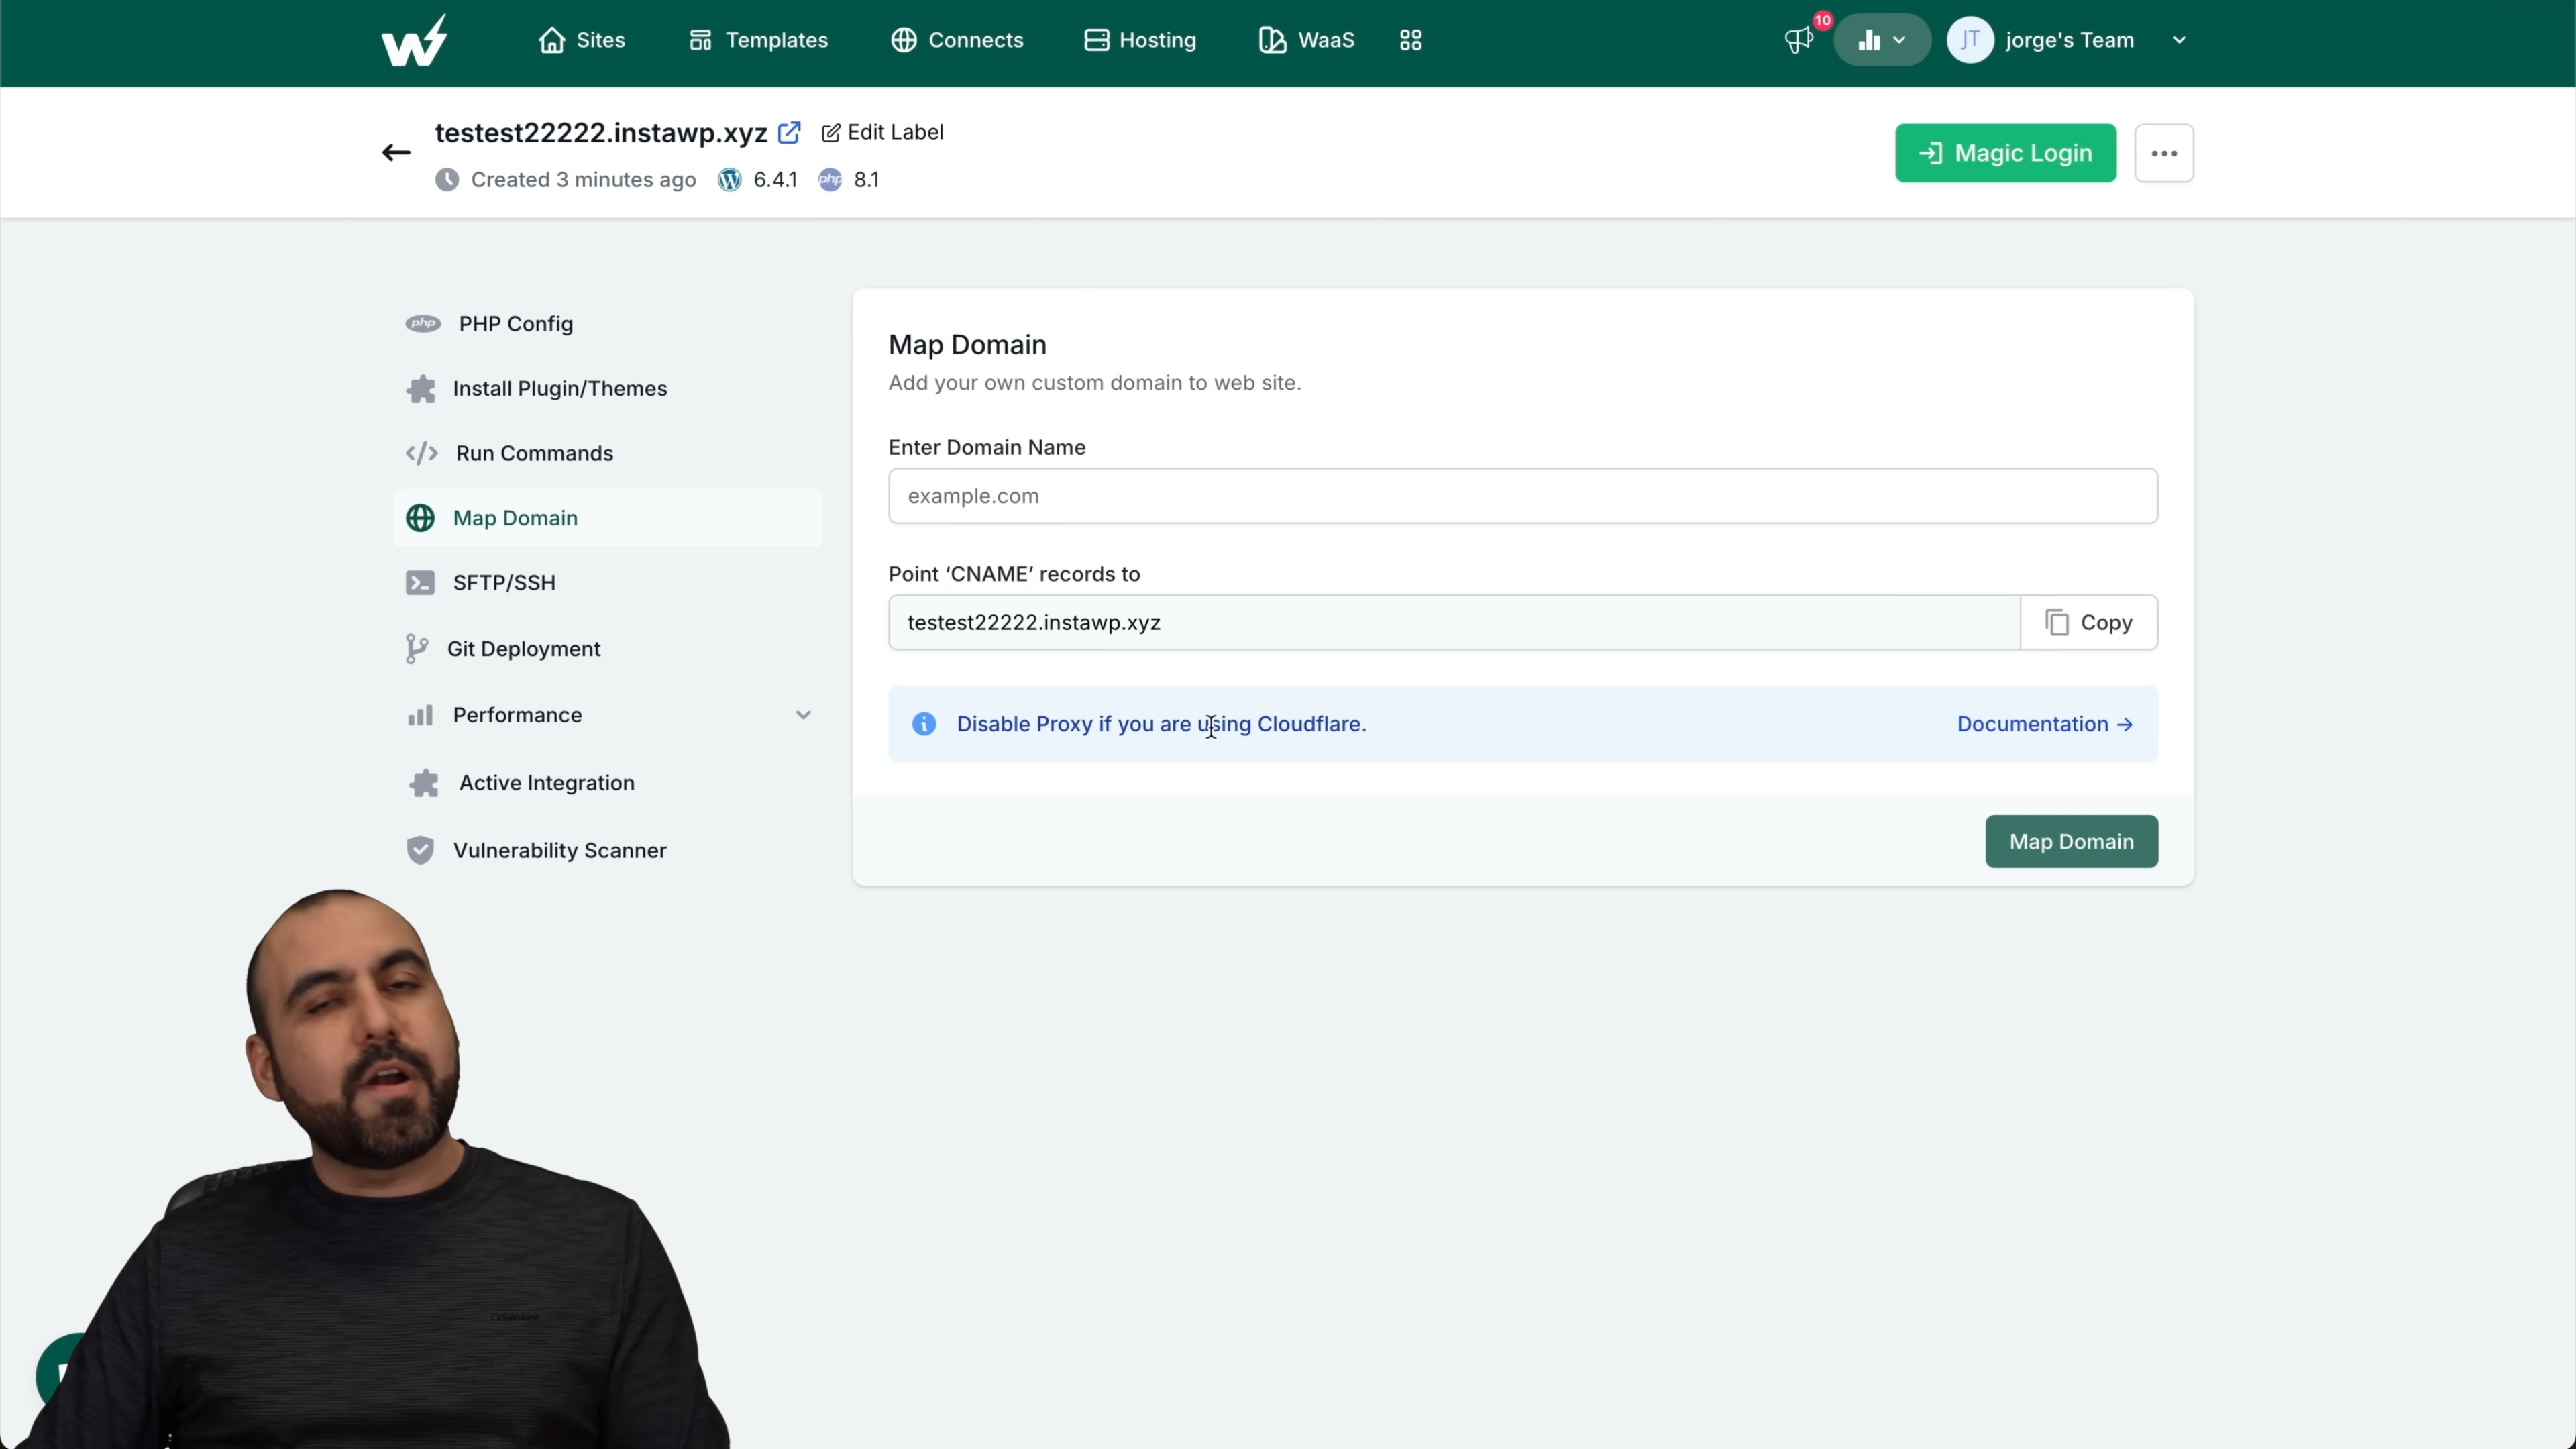 Sites
Templates
Connects
Hosting
WaaS
10
JT
jorge's Team
testest22222.instawp.xyz
Edit Label
Created 3 minutes ago
6.4.1
php
8.1
Magic Login
php
PHP Config
Install Plugin/Themes
Run Commands
Map Domain
SFTP/SSH
Git Deployment
Performance
Active Integration
Vulnerability Scanner
Map Domain
Add your own custom domain to web site.
Enter Domain Name
example.com
Point ‘CNAME’ records to
testest22222.instawp.xyz
Copy
Disable Proxy if you are using Cloudflare.
Documentation →
Map Domain
Calvin Klein